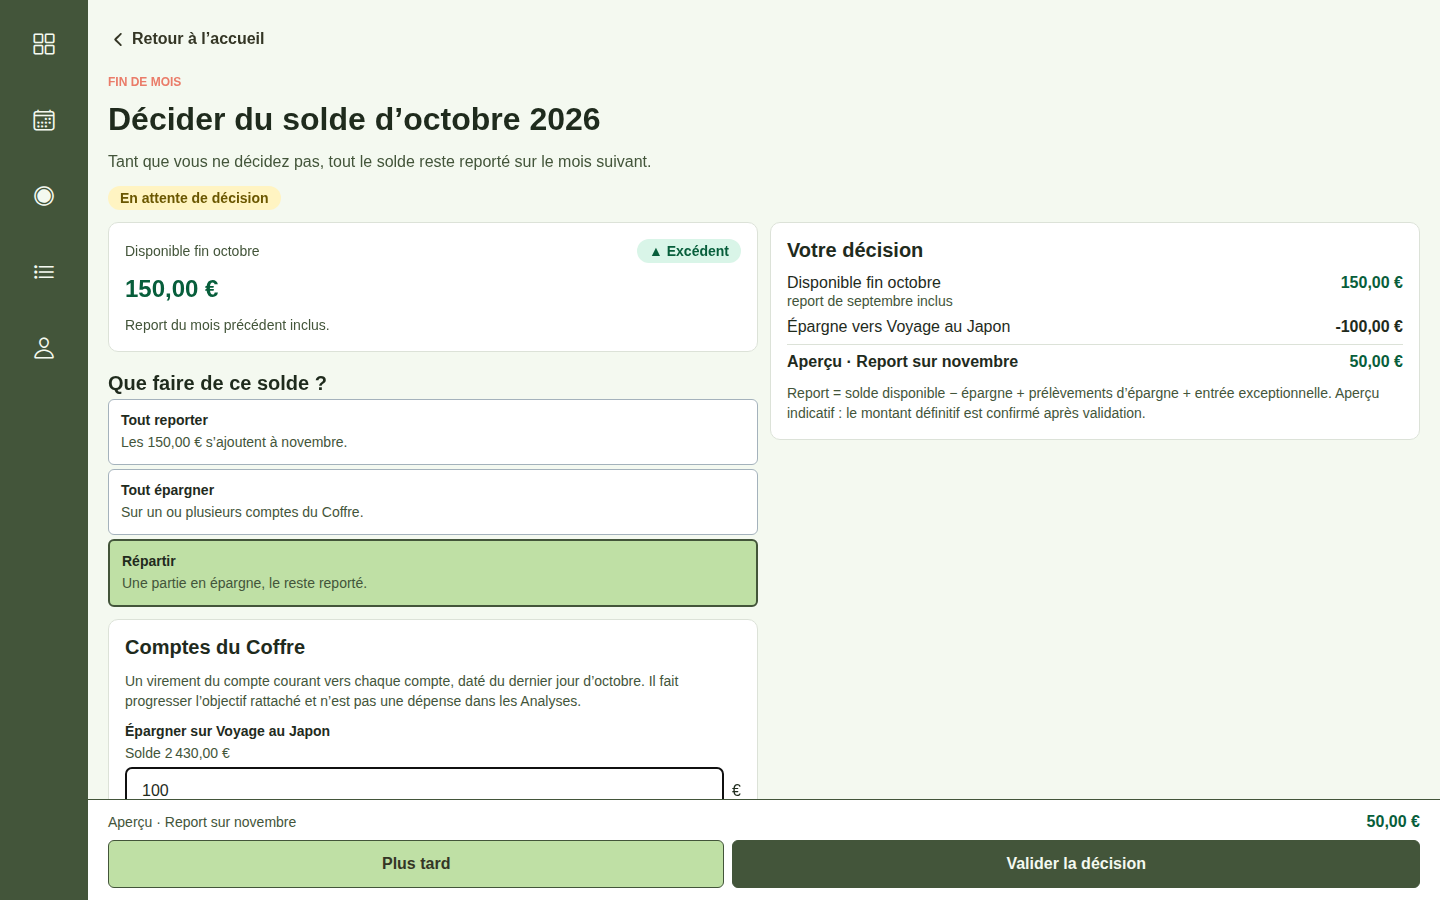 Retour à l’accueil
FIN DE MOIS
Décider du solde d’octobre 2026
Tant que vous ne décidez pas, tout le solde reste reporté sur le mois suivant.
En attente de décision
Disponible fin octobre
▲ Excédent
150,00 €
Report du mois précédent inclus.
Que faire de ce solde ?
Tout reporter
Les 150,00 € s’ajoutent à novembre.
Tout épargner
Sur un ou plusieurs comptes du Coffre.
Répartir
Une partie en épargne, le reste reporté.
Comptes du Coffre
Un virement du compte courant vers chaque compte, daté du dernier jour d’octobre. Il fait
progresser l’objectif rattaché et n’est pas une dépense dans les Analyses.
Épargner sur Voyage au Japon
Solde 2 430,00 €
100 €
Votre décision
Disponible fin octobre 150,00 €
report de septembre inclus
Épargne vers Voyage au Japon -100,00 €
Aperçu · Report sur novembre 50,00 €
Report = solde disponible − épargne + prélèvements d’épargne + entrée exceptionnelle. Aperçu
indicatif : le montant définitif est confirmé après validation.
Aperçu · Report sur novembre 50,00 €
Plus tard
Valider la décision